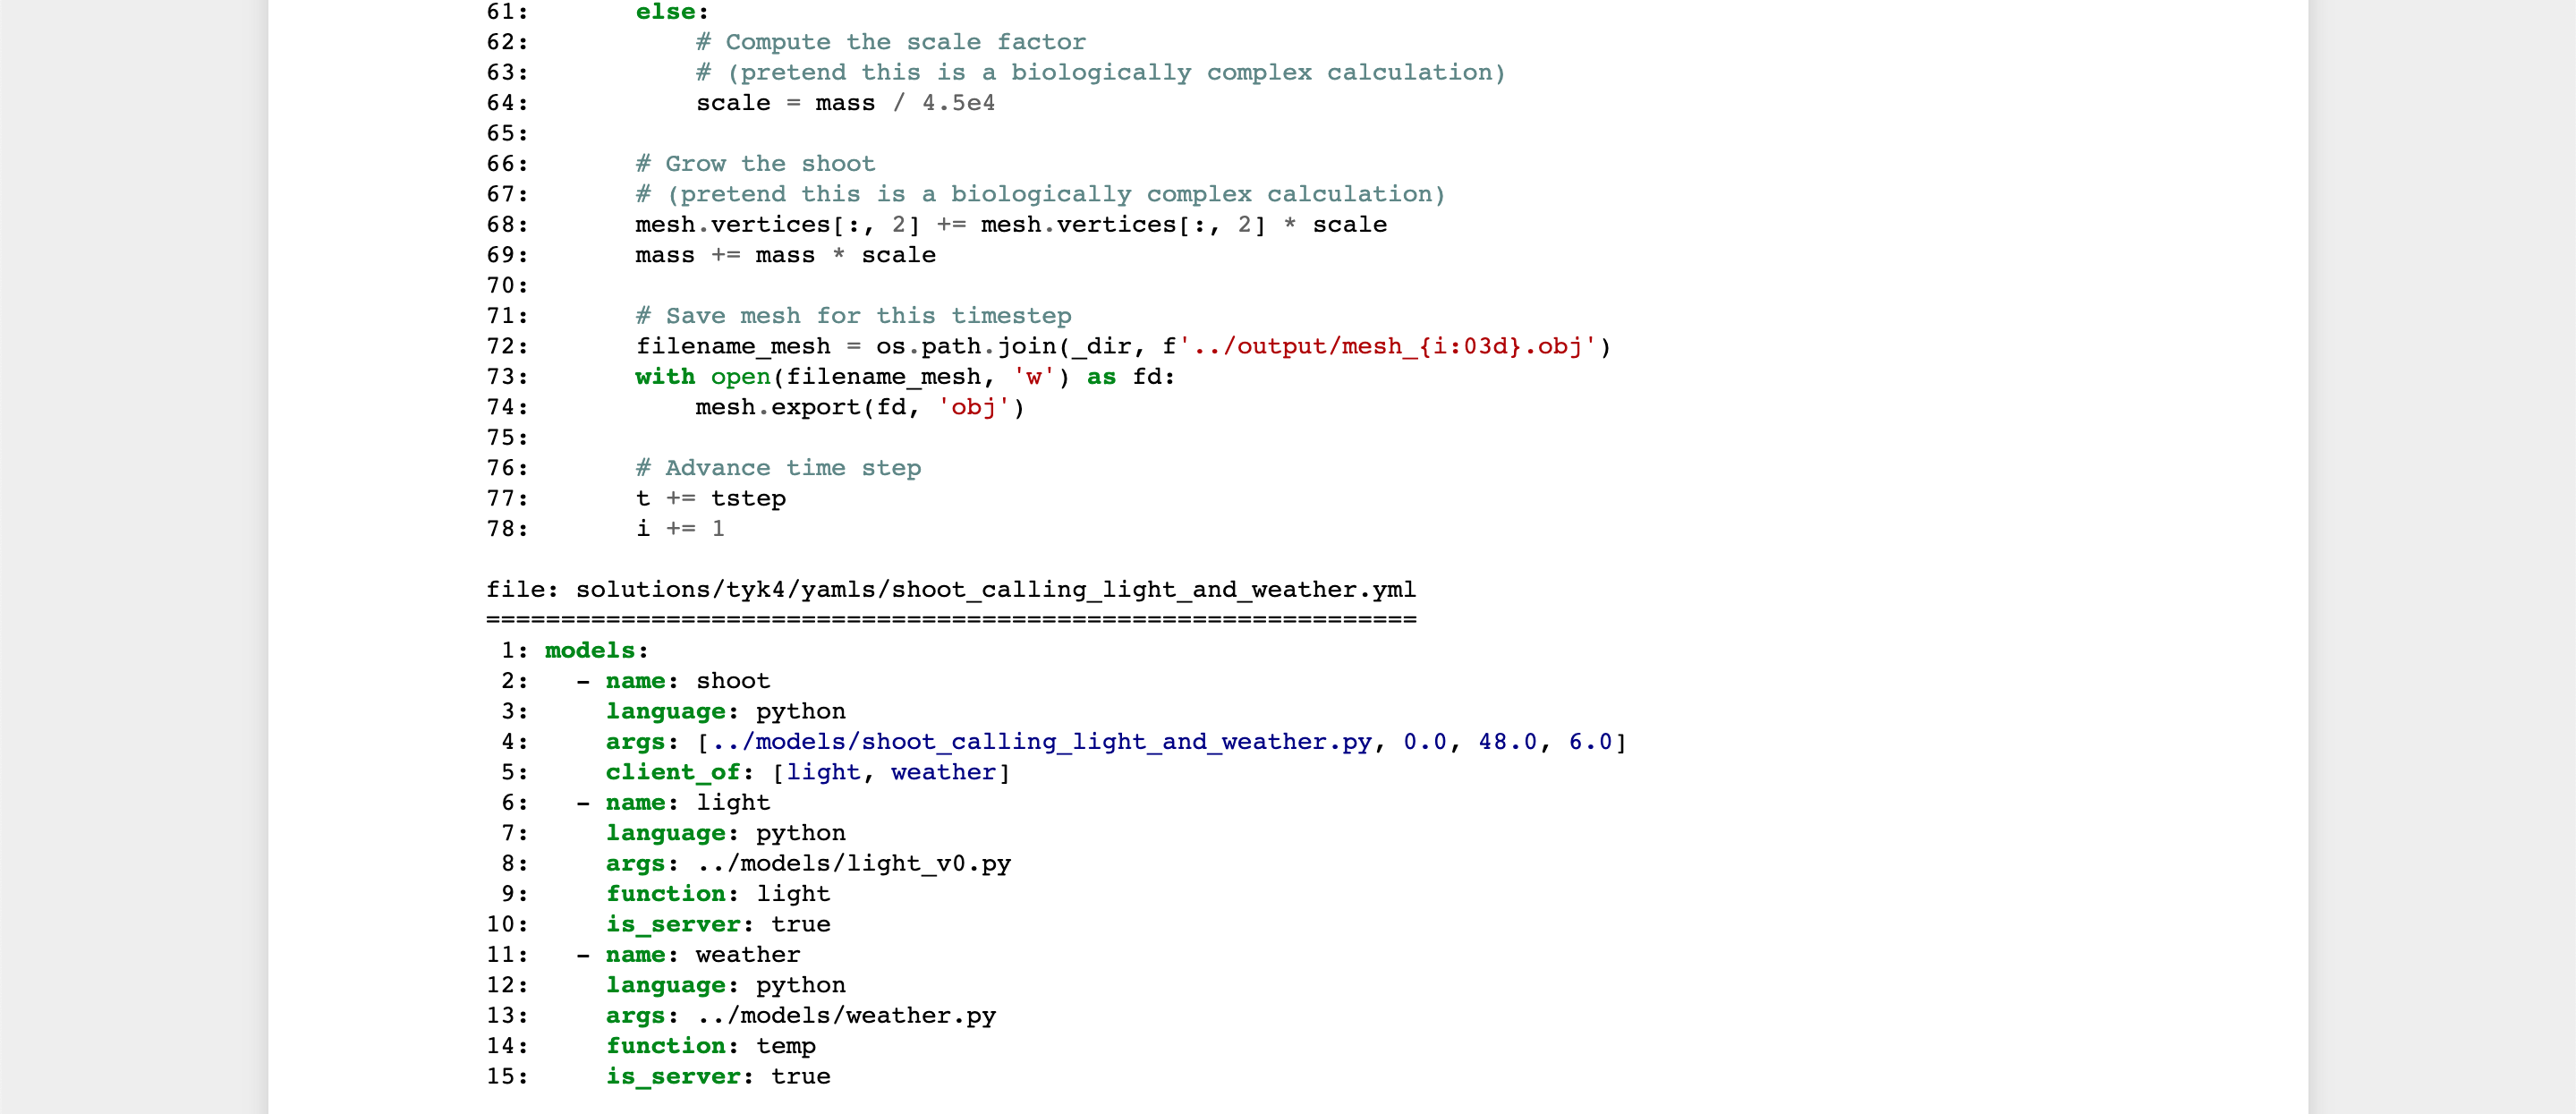 61:       else:
62:           # Compute the scale factor
63:           # (pretend this is a biologically complex calculation)
64:           scale = mass / 4.5e4
65:
66:       # Grow the shoot
67:       # (pretend this is a biologically complex calculation)
68:       mesh.vertices[:, 2] += mesh.vertices[:, 2] * scale
69:       mass += mass * scale
70:
71:       # Save mesh for this timestep
72:       filename_mesh = os.path.join(_dir, f'../output/mesh_{i:03d}.obj')
73:       with open(filename_mesh, 'w') as fd:
74:           mesh.export(fd, 'obj')
75:
76:       # Advance time step
77:       t += tstep
78:       i += 1

file: solutions/tyk4/yamls/shoot_calling_light_and_weather.yml
==============================================================
 1: models:
 2:   - name: shoot
 3:     language: python
 4:     args: [../models/shoot_calling_light_and_weather.py, 0.0, 48.0, 6.0]
 5:     client_of: [light, weather]
 6:   - name: light
 7:     language: python
 8:     args: ../models/light_v0.py
 9:     function: light
10:     is_server: true
11:   - name: weather
12:     language: python
13:     args: ../models/weather.py
14:     function: temp
15:     is_server: true